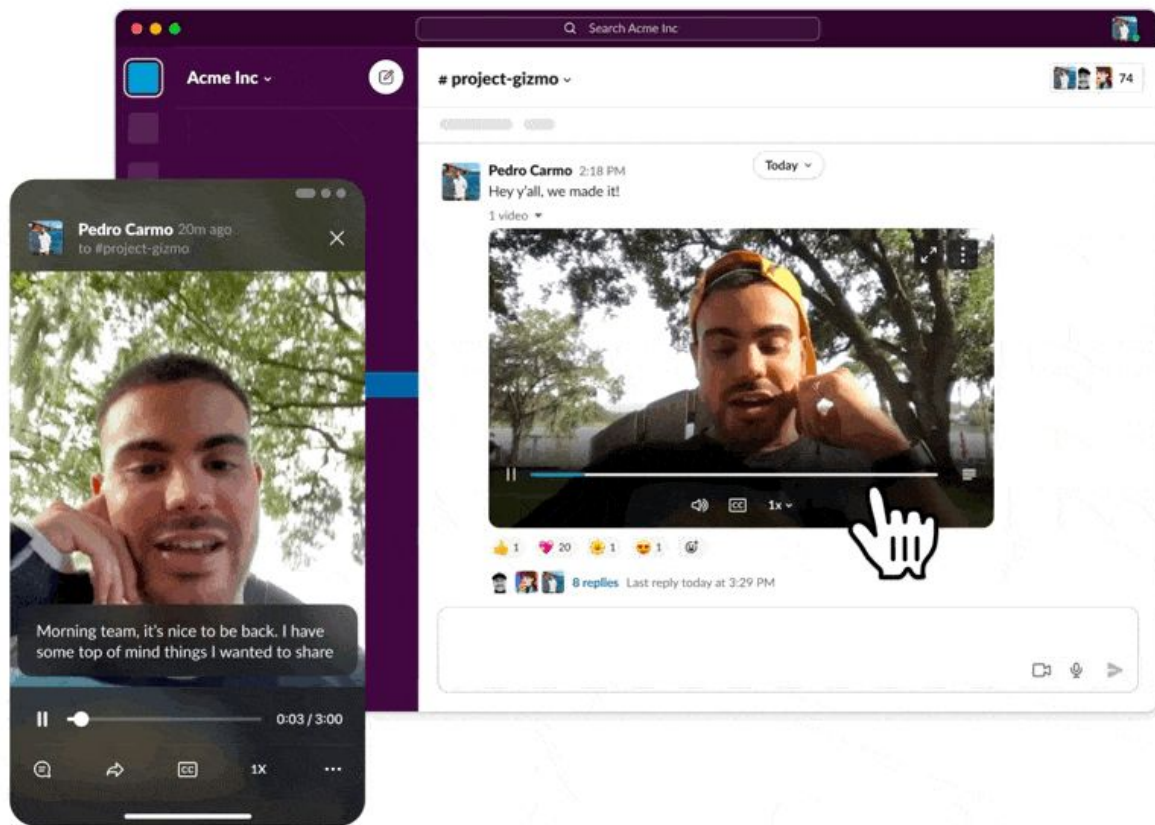 Search Acme Inc
Acme Inc
# project-gizmo
74
Today
Pedro Carmo 2:18 PM
Hey y'all, we made it!
1 video
CC
1x
1
20
1
1
8 replies Last reply today at 3:29 PM
Pedro Carmo 20m ago
to #project-gizmo
Morning team, it's nice to be back. I have
some top of mind things I wanted to share
0:03 / 3:00
CC
1X